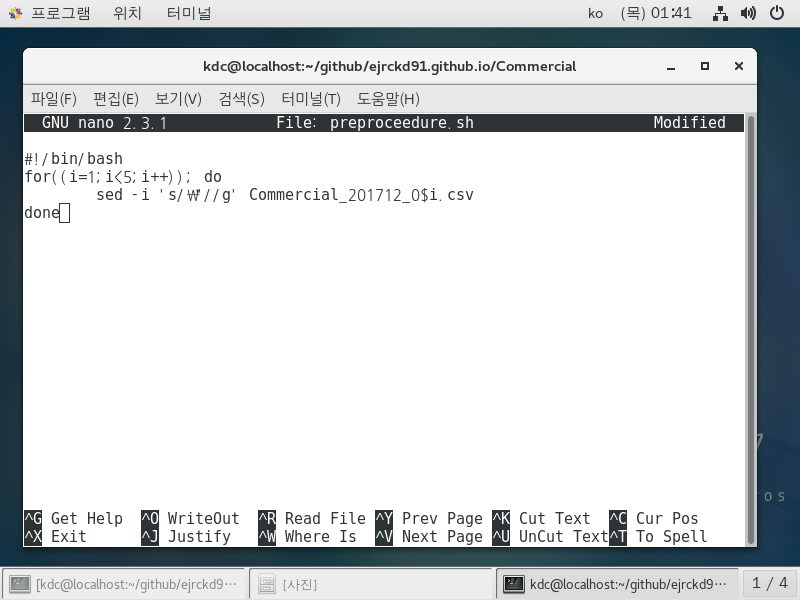 프로그램 위치 터미널 ko (목) 01:41
kdc@localhost:~/github/ejrckd91.github.io/Commercial
파일(F) 편집(E) 보기(V) 검색(S) 터미널(T) 도움말(H)
GNU nano 2.3.1 File: preproceedure.sh Modified
#!/bin/bash
for((i=1; i<5; i++)); do
sed -i 's/₩"//g' Commercial_201712_0$i.csv
done
^G Get Help ^O WriteOut ^R Read File ^Y Prev Page ^K Cut Text ^C Cur Pos
^X Exit ^J Justify ^W Where Is ^V Next Page ^U UnCut Text ^T To Spell
7
OS
[kdc@localhost:~/github/ejrckd9… [사진] kdc@localhost:~/github/ejrckd9… 1 / 4